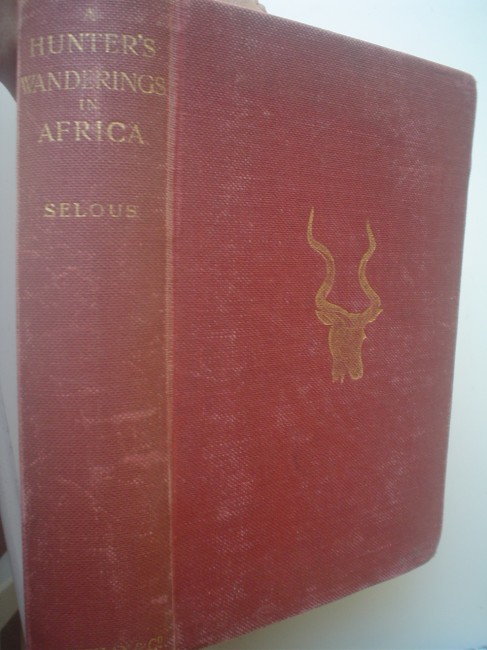 A
HUNTER'S
WANDERINGS
IN
AFRICA
SELOUS